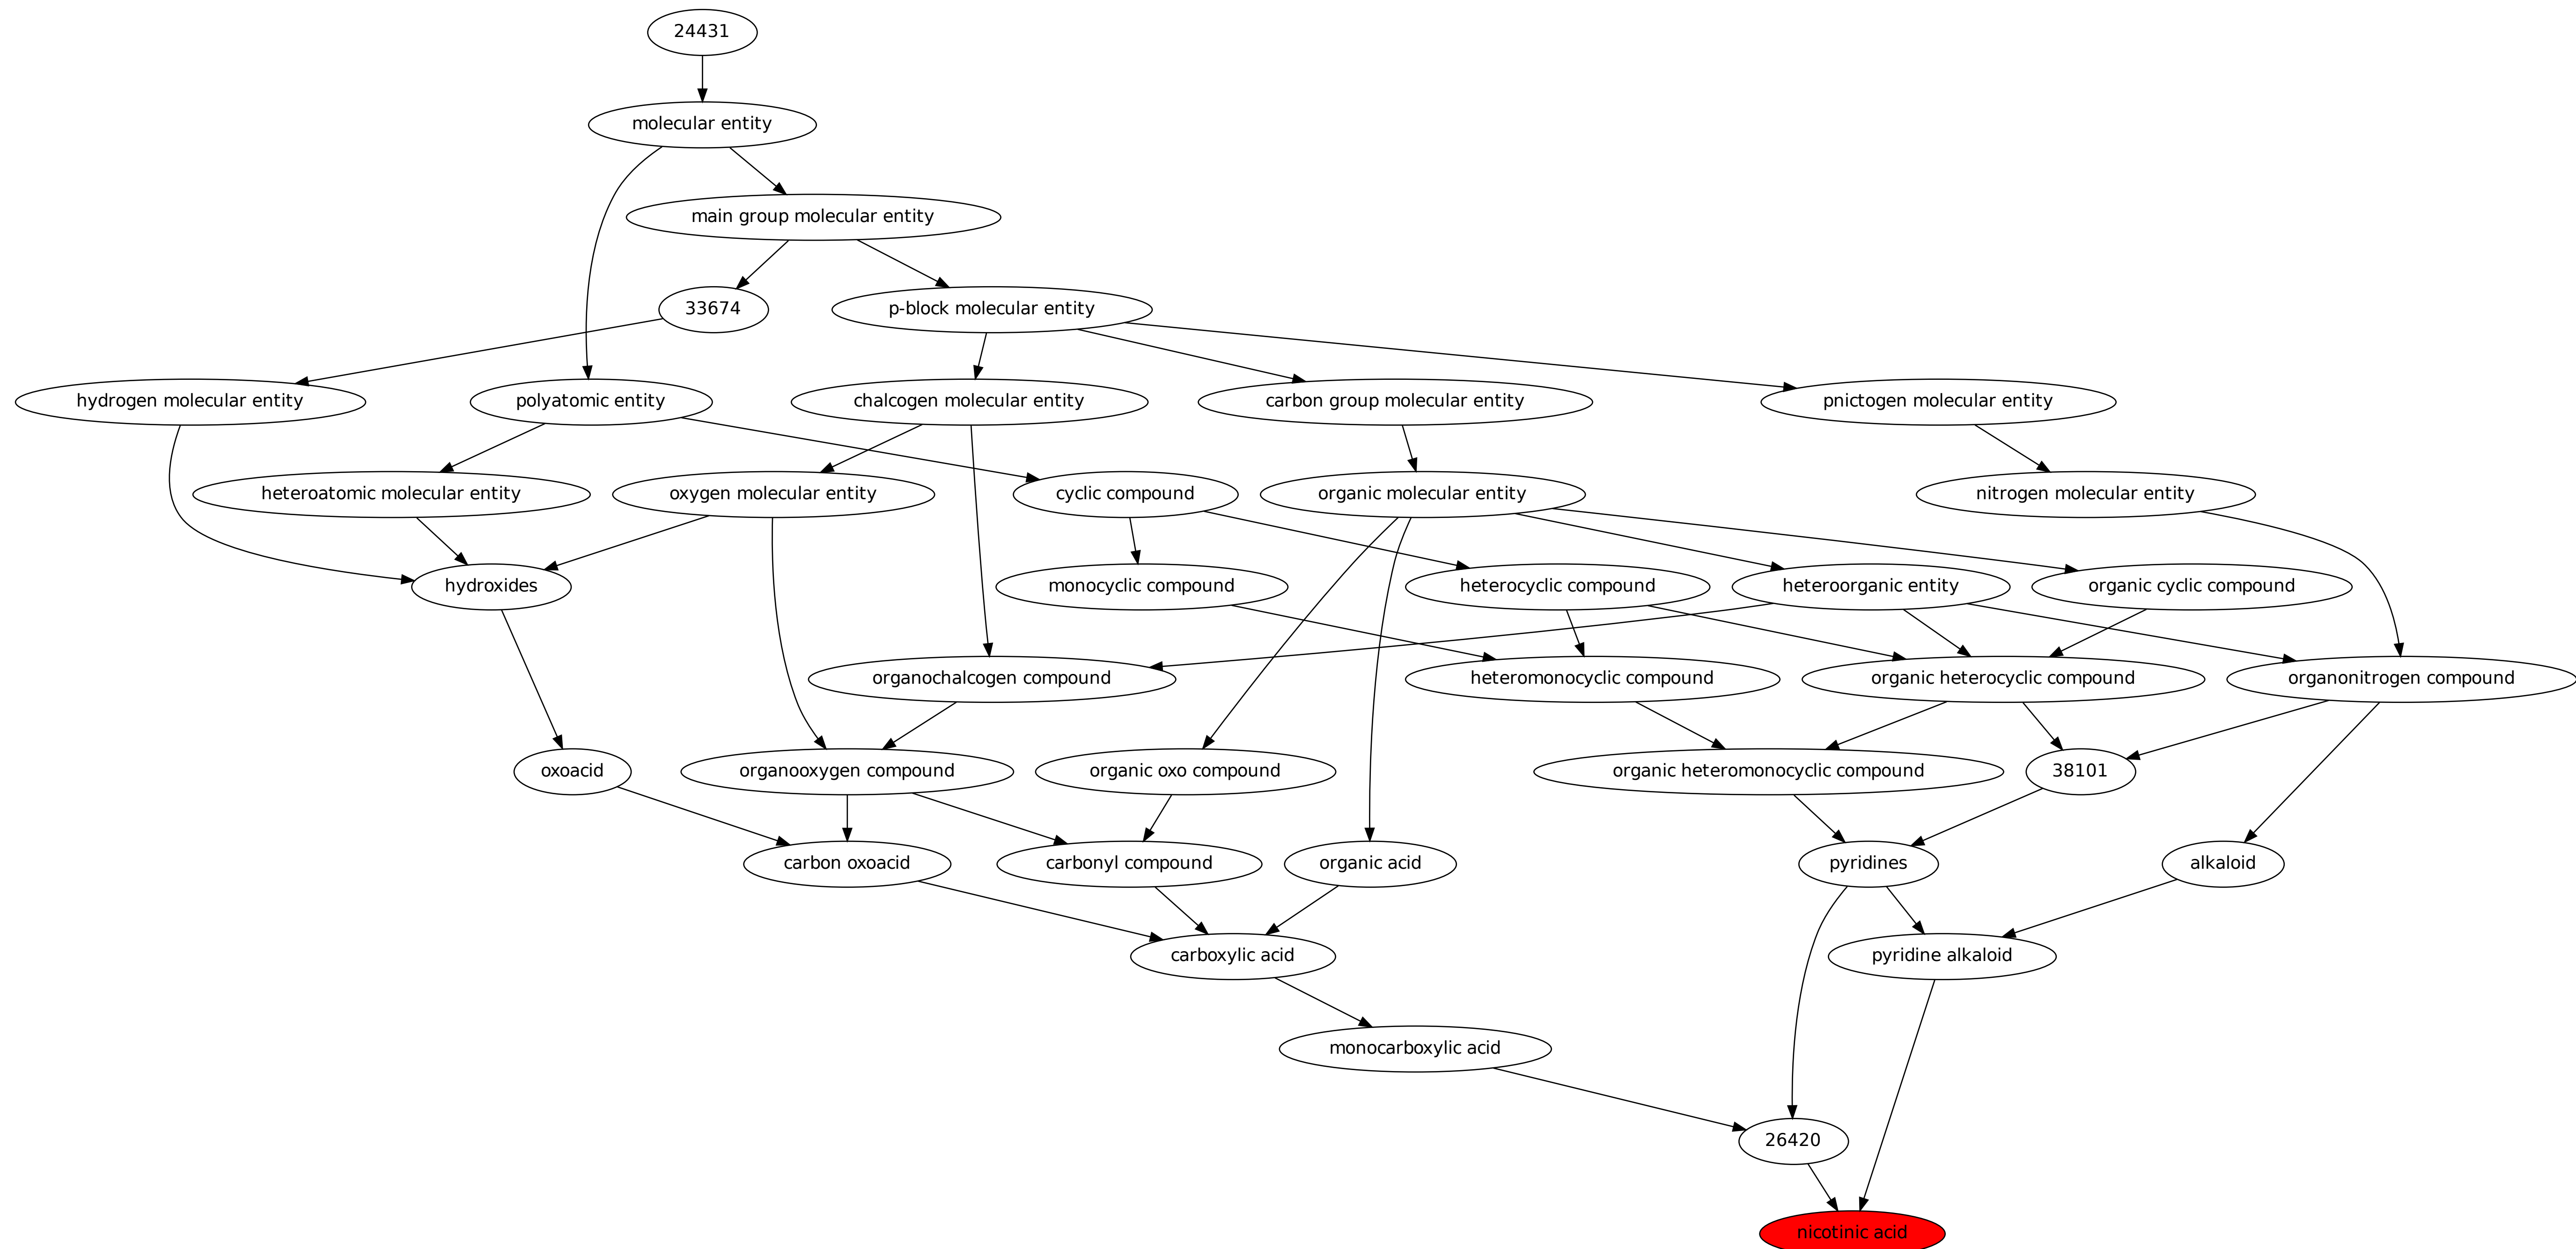 24431
molecular entity
main group molecular entity
33674
p-block molecular entity
hydrogen molecular entity
polyatomic entity
chalcogen molecular entity
carbon group molecular entity
pnictogen molecular entity
heteroatomic molecular entity
oxygen molecular entity
cyclic compound
organic molecular entity
nitrogen molecular entity
hydroxides
monocyclic compound
heterocyclic compound
heteroorganic entity
organic cyclic compound
organochalcogen compound
heteromonocyclic compound
organic heterocyclic compound
organonitrogen compound
oxoacid
organooxygen compound
organic oxo compound
organic heteromonocyclic compound
38101
carbon oxoacid
carbonyl compound
organic acid
pyridines
alkaloid
carboxylic acid
pyridine alkaloid
monocarboxylic acid
26420
nicotinic acid